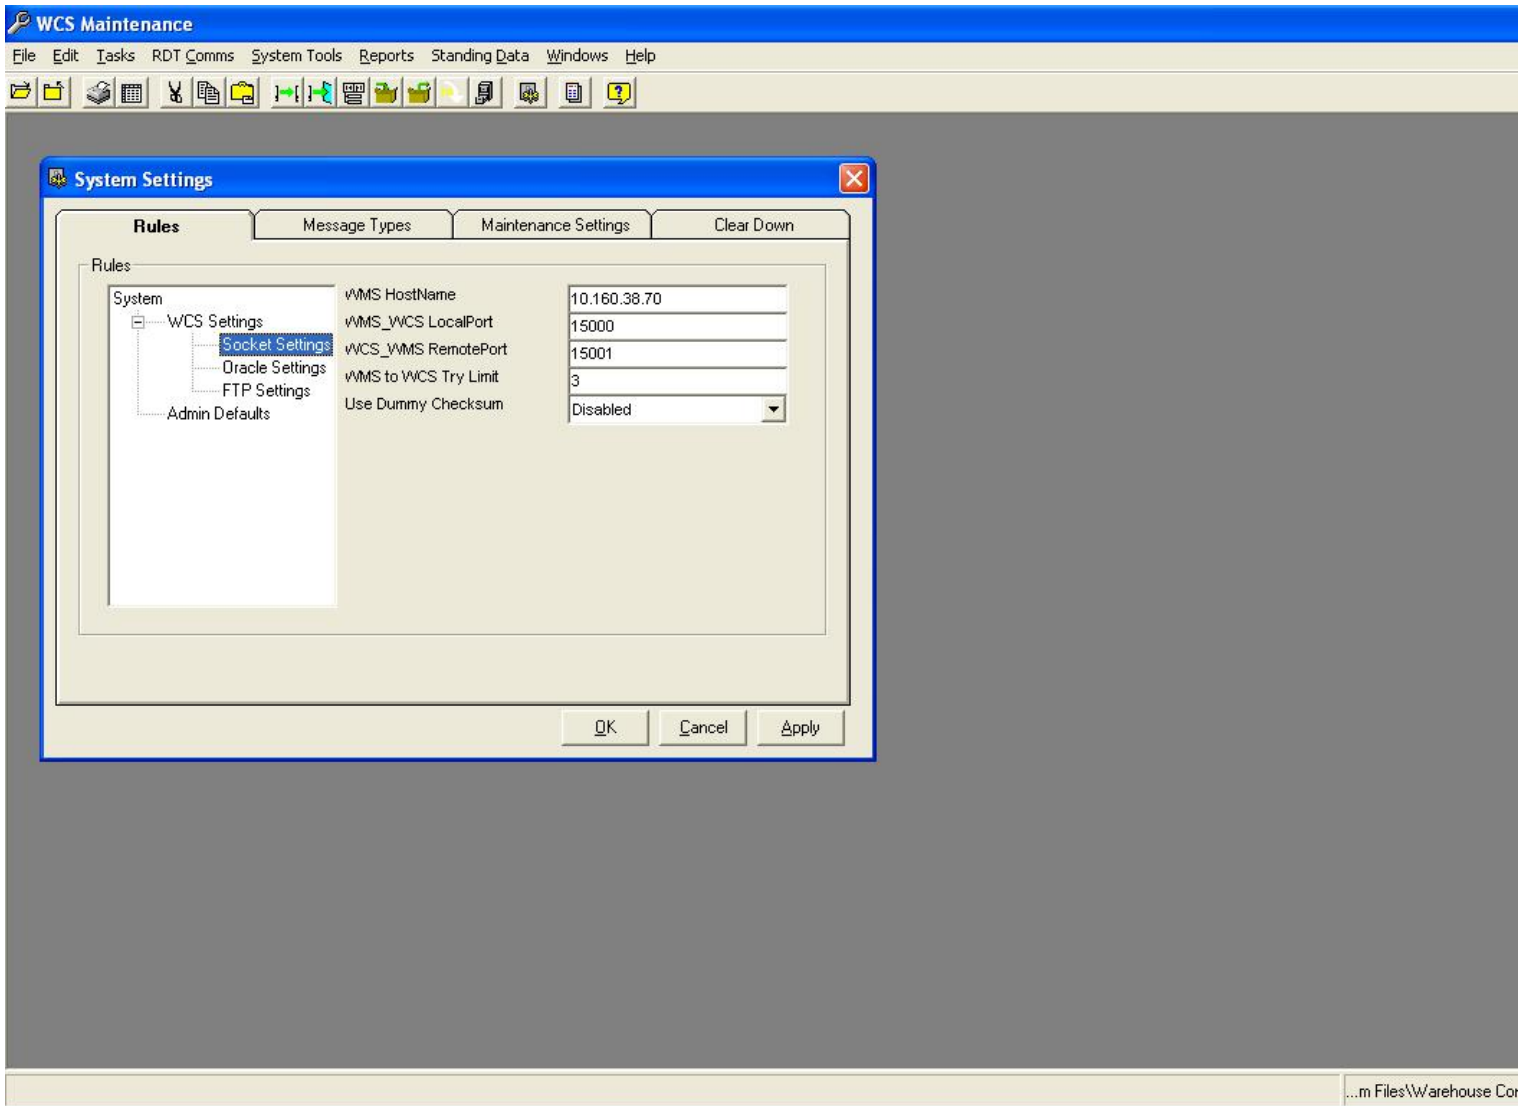 WCS Maintenance
File Edit Tasks RDT Comms System Tools Reports Standing Data Windows Help
System Settings
Rules Message Types Maintenance Settings Clear Down
Rules
System
WCS Settings
Socket Settings
Oracle Settings
FTP Settings
Admin Defaults
WMS HostName 10.160.38.70
WMS_WCS LocalPort 15000
WCS_WMS RemotePort 15001
WMS to WCS Try Limit 3
Use Dummy Checksum Disabled
OK Cancel Apply
...m Files\Warehouse Cor